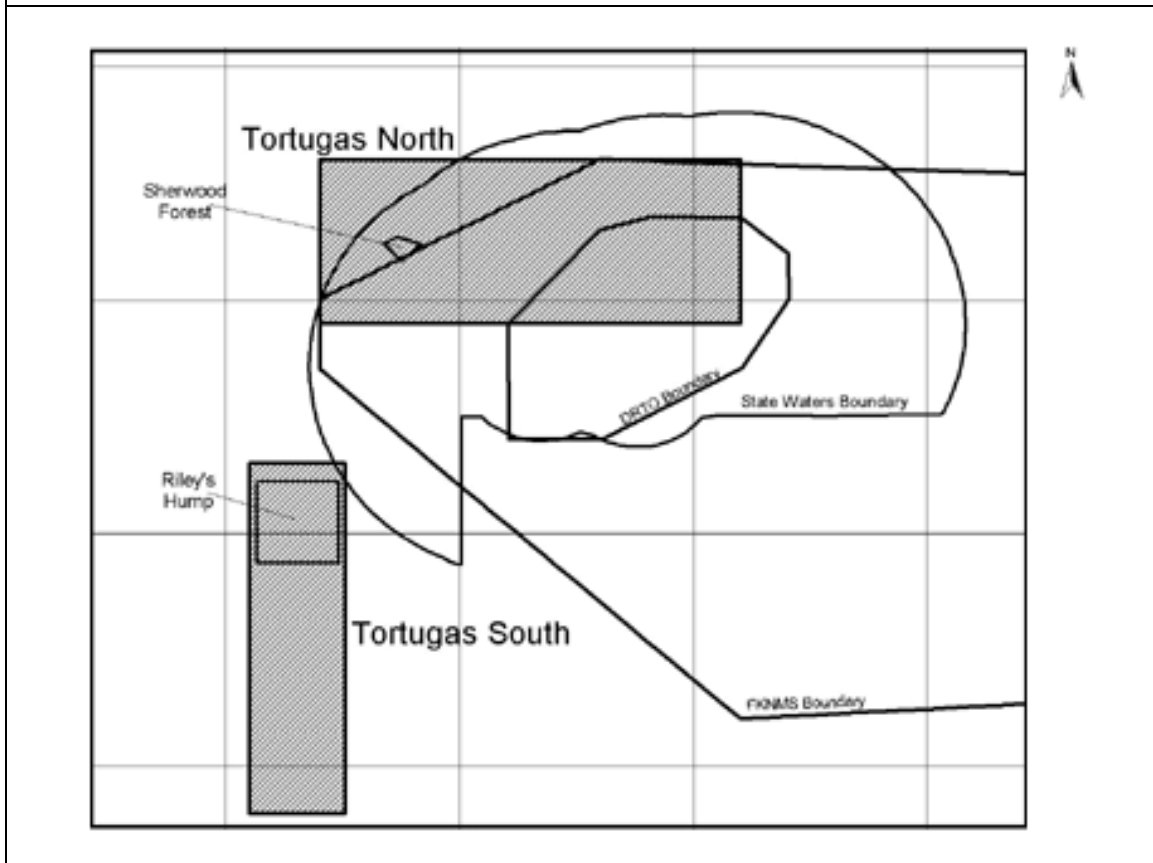 N
Tortugas North
Sherwood
Forest
DRTO Boundary
State Waters Boundary
Riley's
Hump
Tortugas South
FKNMS Boundary